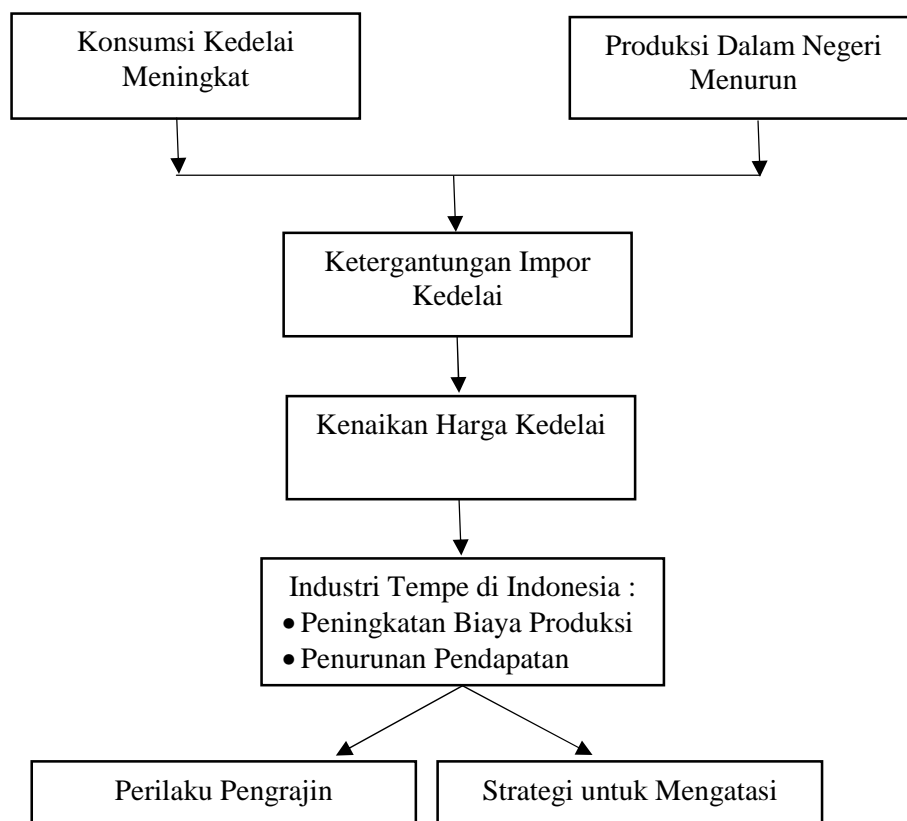 Konsumsi Kedelai
Meningkat
Produksi Dalam Negeri
Menurun
Ketergantungan Impor
Kedelai
Kenaikan Harga Kedelai
Industri Tempe di Indonesia :
• Peningkatan Biaya Produksi
• Penurunan Pendapatan
Perilaku Pengrajin
Strategi untuk Mengatasi